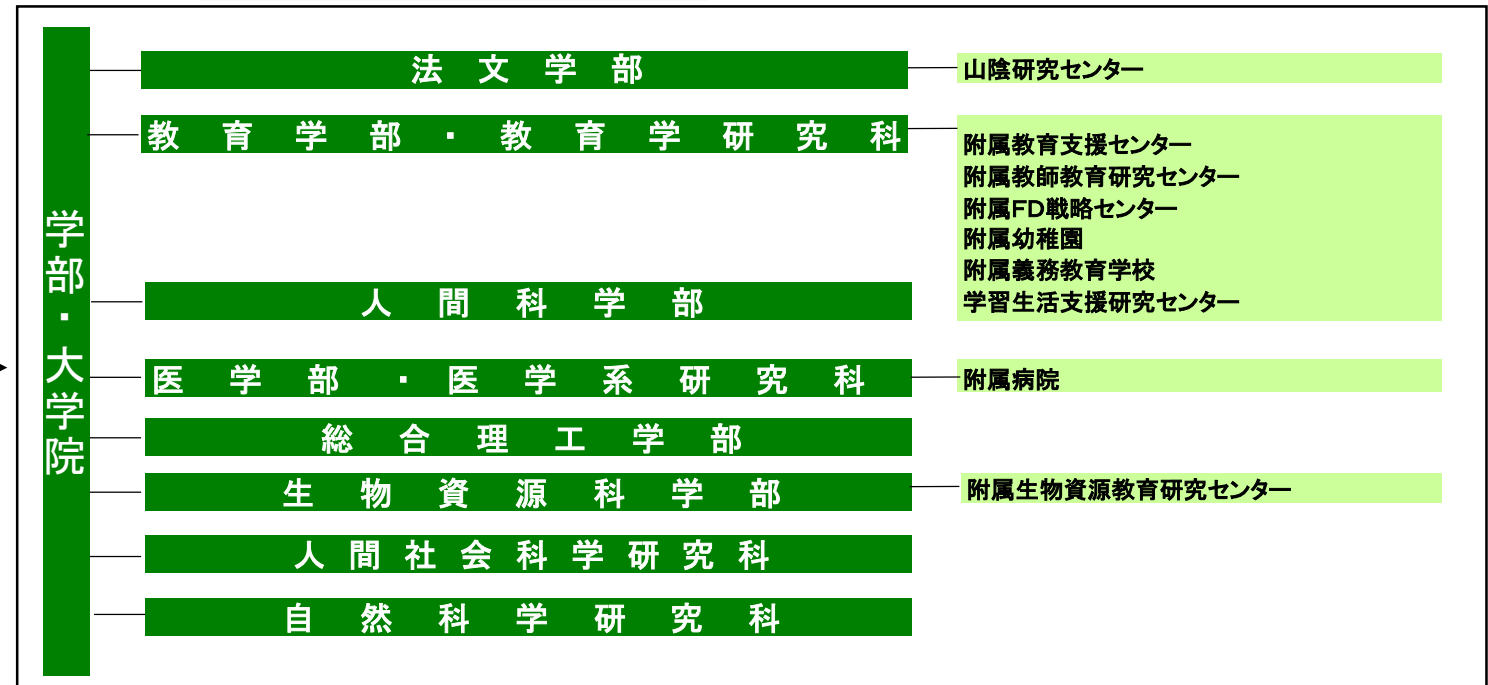 学部・大学院
法文学部
山陰研究センター
教育学部・教育学研究科
附属教育支援センター
附属教師教育研究センター
附属FD戦略センター
附属幼稚園
附属義務教育学校
学習生活支援研究センター
人間科学部
医学部・医学系研究科
附属病院
総合理工学部
生物資源科学部
附属生物資源教育研究センター
人間社会科学研究科
自然科学研究科